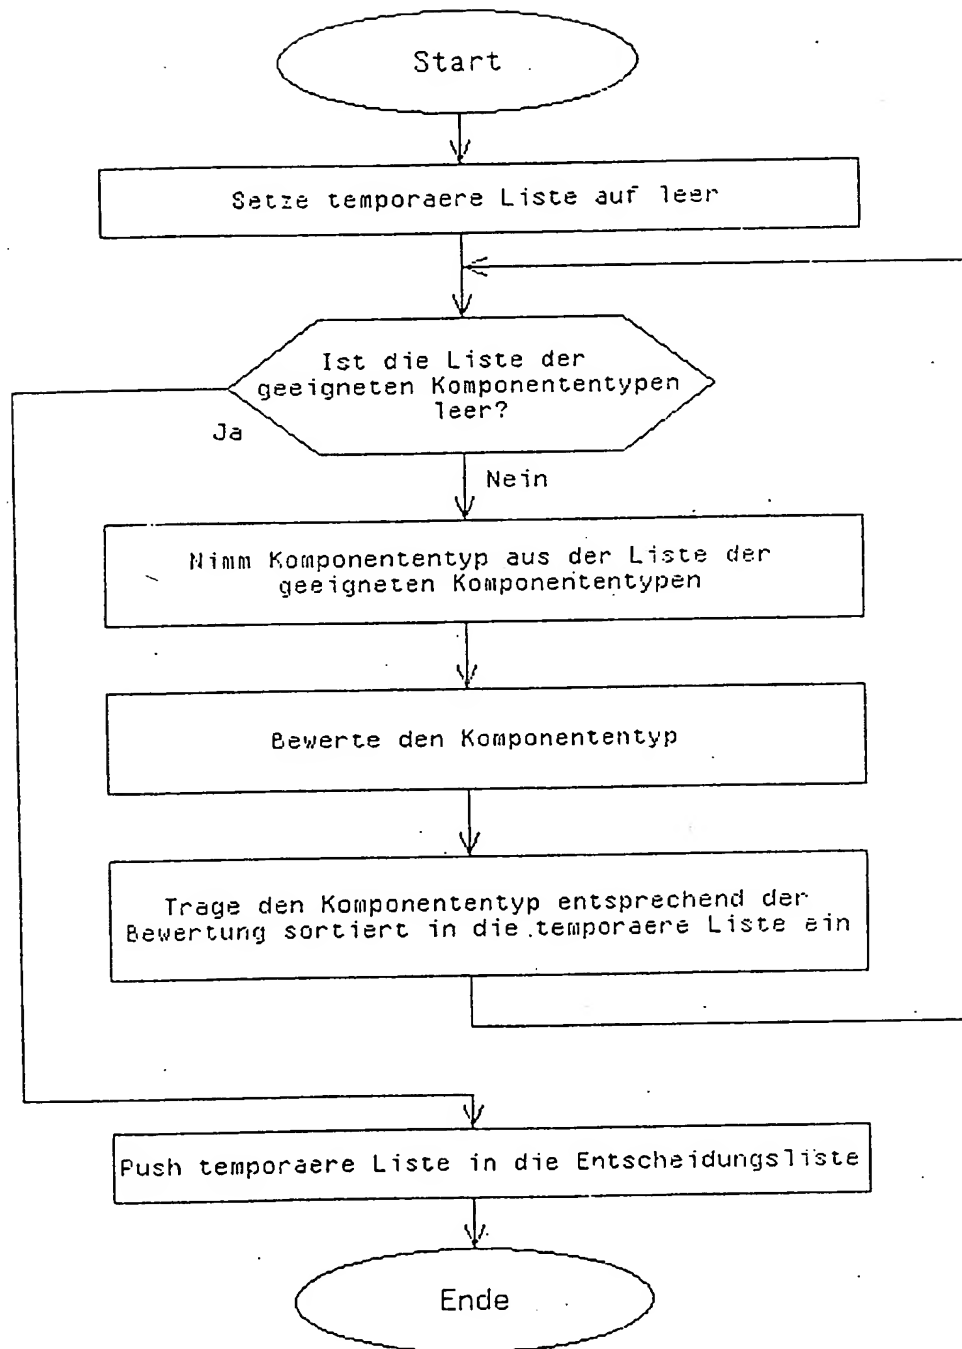 Start
Setze temporaere Liste auf leer
Ist die Liste der
geeigneten Komponententypen
leer?
Ja
Nein
Nimm Komponententyp aus der Liste der
geeigneten Komponententypen
Bewerte den Komponententyp
Trage den Komponententyp entsprechend der
Bewertung sortiert in die temporaere Liste ein
Push temporaere Liste in die Entscheidungsliste
Ende